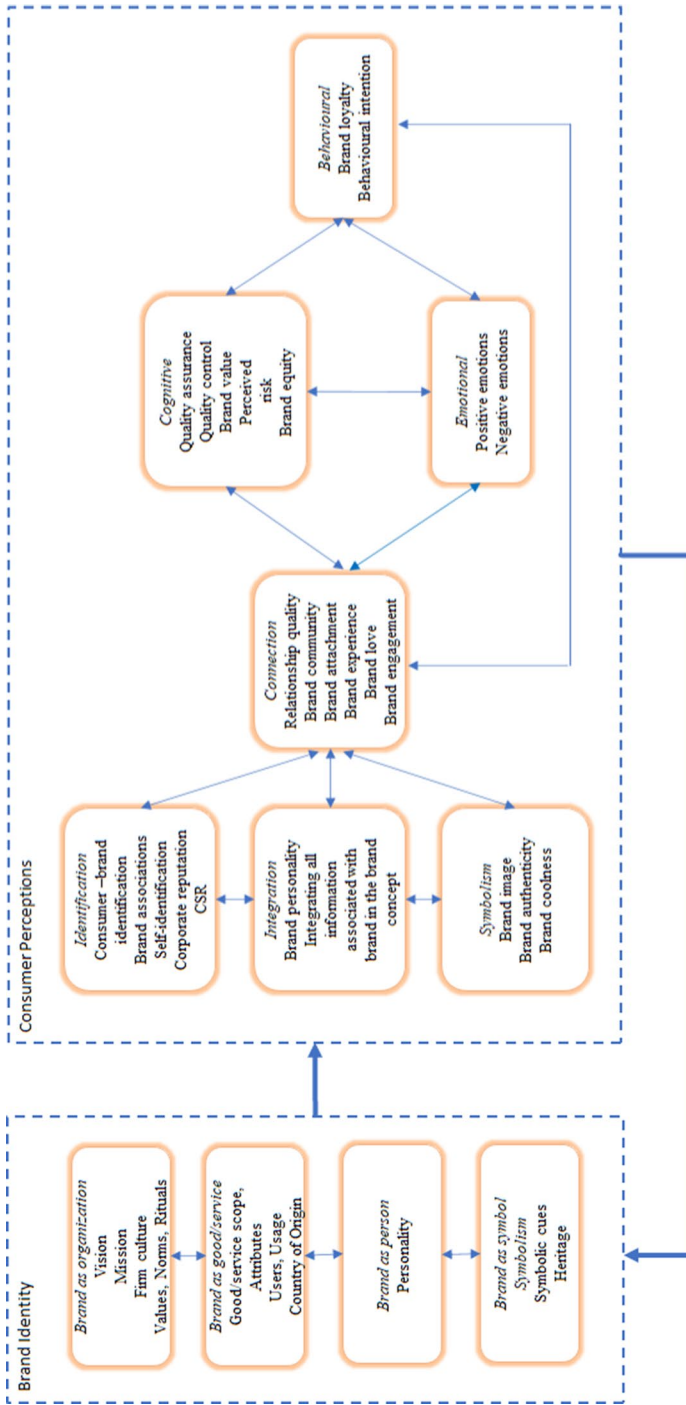 Brand Identity
Brand as organization
Vision
Mission
Firm culture
Values, Norms, Rituals
Brand as good/service
Good/service scope,
Attributes
Users, Usage
Country of Origin
Brand as person
Personality
Brand as symbol
Symbolism
Symbolic cues
Heritage
Consumer Perceptions
Identification
Consumer –brand
identification
Brand associations
Self-identification
Corporate reputation
CSR
Integration
Brand personality
Integrating all
information
associated with
brand in the brand
concept
Symbolism
Brand image
Brand authenticity
Brand coolness
Connection
Relationship quality
Brand community
Brand attachment
Brand experience
Brand love
Brand engagement
Cognitive
Quality assurance
Quality control
Brand value
Perceived
risk
Brand equity
Emotional
Positive emotions
Negative emotions
Behavioural
Brand loyalty
Behavioural intention